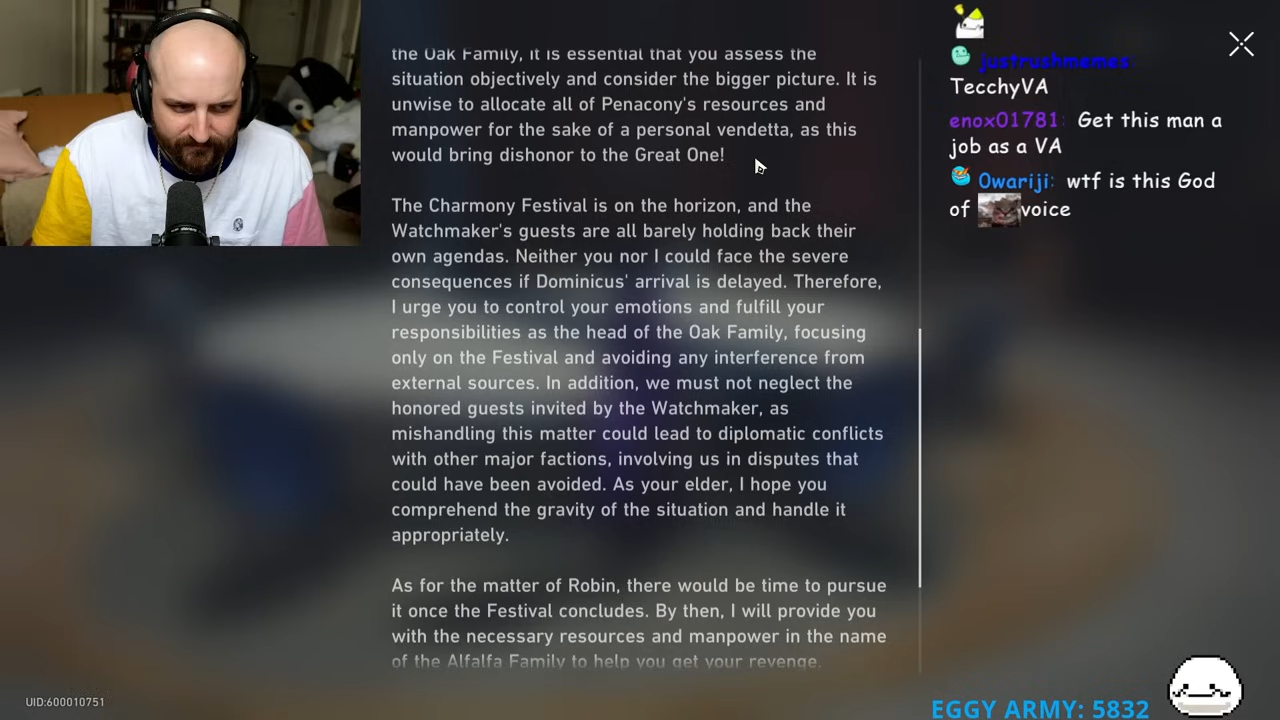 the Oak Family, it is essential that you assess the
situation objectively and consider the bigger picture. It is
unwise to allocate all of Penacony's resources and
manpower for the sake of a personal vendetta, as this
would bring dishonor to the Great One!
The Charmony Festival is on the horizon, and the
Watchmaker's guests are all barely holding back their
own agendas. Neither you nor I could face the severe
consequences if Dominicus' arrival is delayed. Therefore,
I urge you to control your emotions and fulfill your
responsibilities as the head of the Oak Family, focusing
only on the Festival and avoiding any interference from
external sources. In addition, we must not neglect the
honored guests invited by the Watchmaker, as
mishandling this matter could lead to diplomatic conflicts
with other major factions, involving us in disputes that
could have been avoided. As your elder, I hope you
comprehend the gravity of the situation and handle it
appropriately.
As for the matter of Robin, there would be time to pursue
it once the Festival concludes. By then, I will provide you
with the necessary resources and manpower in the name
of the Alfalfa Family to help you get your revenge.
justrushmemes
TecchyVA
enox01781: Get this man a
job as a VA
Owariji: wtf is this God
of voice
UID:600010751
EGGY ARMY: 5832